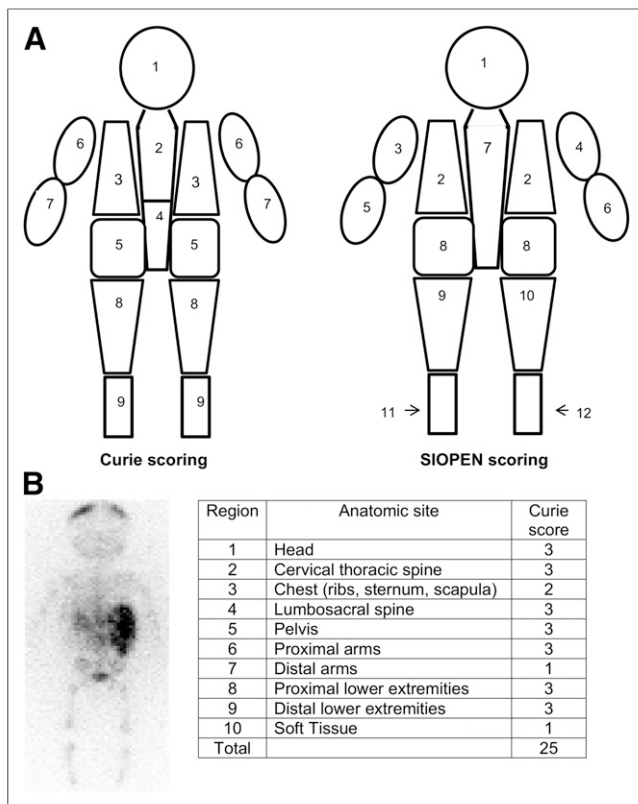 A
1
1
6
2
6
3
7
4
3
3
2
2
7
4
7
5
6
5
5
8
8
8
8
9
10
9
9
11
12
Curie scoring
SIOPEN scoring
B
Region Anatomic site Curie score
1 Head 3
2 Cervical thoracic spine 3
3 Chest (ribs, sternum, scapula) 2
4 Lumbosacral spine 3
5 Pelvis 3
6 Proximal arms 3
7 Distal arms 1
8 Proximal lower extremities 3
9 Distal lower extremities 3
10 Soft Tissue 1
Total 25